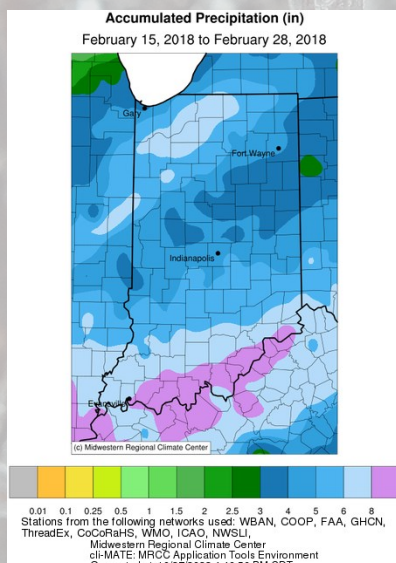 Accumulated Precipitation (in)
February 15, 2018 to February 28, 2018
Gary
Fort Wayne
Indianapolis
Evansville
(c) Midwestern Regional Climate Center
0.01 0.1 0.25 0.5 1 1.5 2 2.5 3 4 5 6 8
Stations from the following networks used: WBAN, COOP, FAA, GHCN,
ThreadEx, CoCoRaHS, WMO, ICAO, NWSLI,
Midwestern Regional Climate Center
cli-MATE: MRCC Application Tools Environment